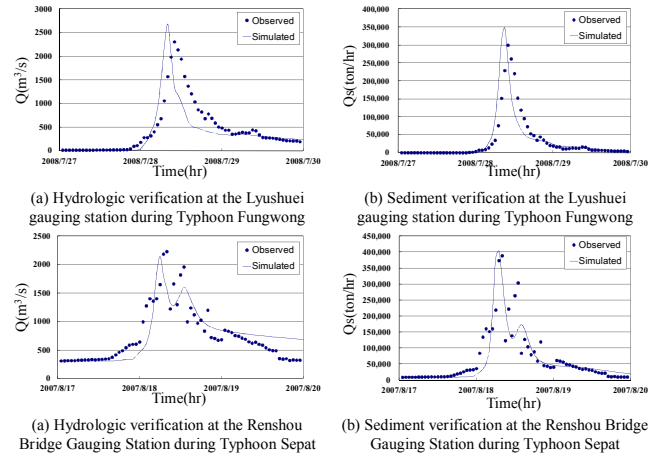 3000
2500
2000
1500
1000
500
0
Q(m³/s)
Observed
Simulated
2008/7/27
2008/7/28
2008/7/29
2008/7/30
Time(hr)
(a) Hydrologic verification at the Lyushuei
gauging station during Typhoon Fungwong
400,000
350,000
300,000
250,000
200,000
150,000
100,000
50,000
0
Qs(ton/hr)
Observed
Simulated
2008/7/27
2008/7/28
2008/7/29
2008/7/30
Time(hr)
(b) Sediment verification at the Lyushuei
gauging station during Typhoon Fungwong
2500
2000
1500
1000
500
0
Q(m³/s)
Observed
Simulated
2007/8/17
2007/8/18
2007/8/19
2007/8/20
Time(hr)
(a) Hydrologic verification at the Renshou
Bridge Gauging Station during Typhoon Sepat
450,000
400,000
350,000
300,000
250,000
200,000
150,000
100,000
50,000
0
Qs(ton/hr)
Observed
Simulated
2007/8/17
2007/8/18
2007/8/19
2007/8/20
Time(hr)
(b) Sediment verification at the Renshou Bridge
Gauging Station during Typhoon Sepat